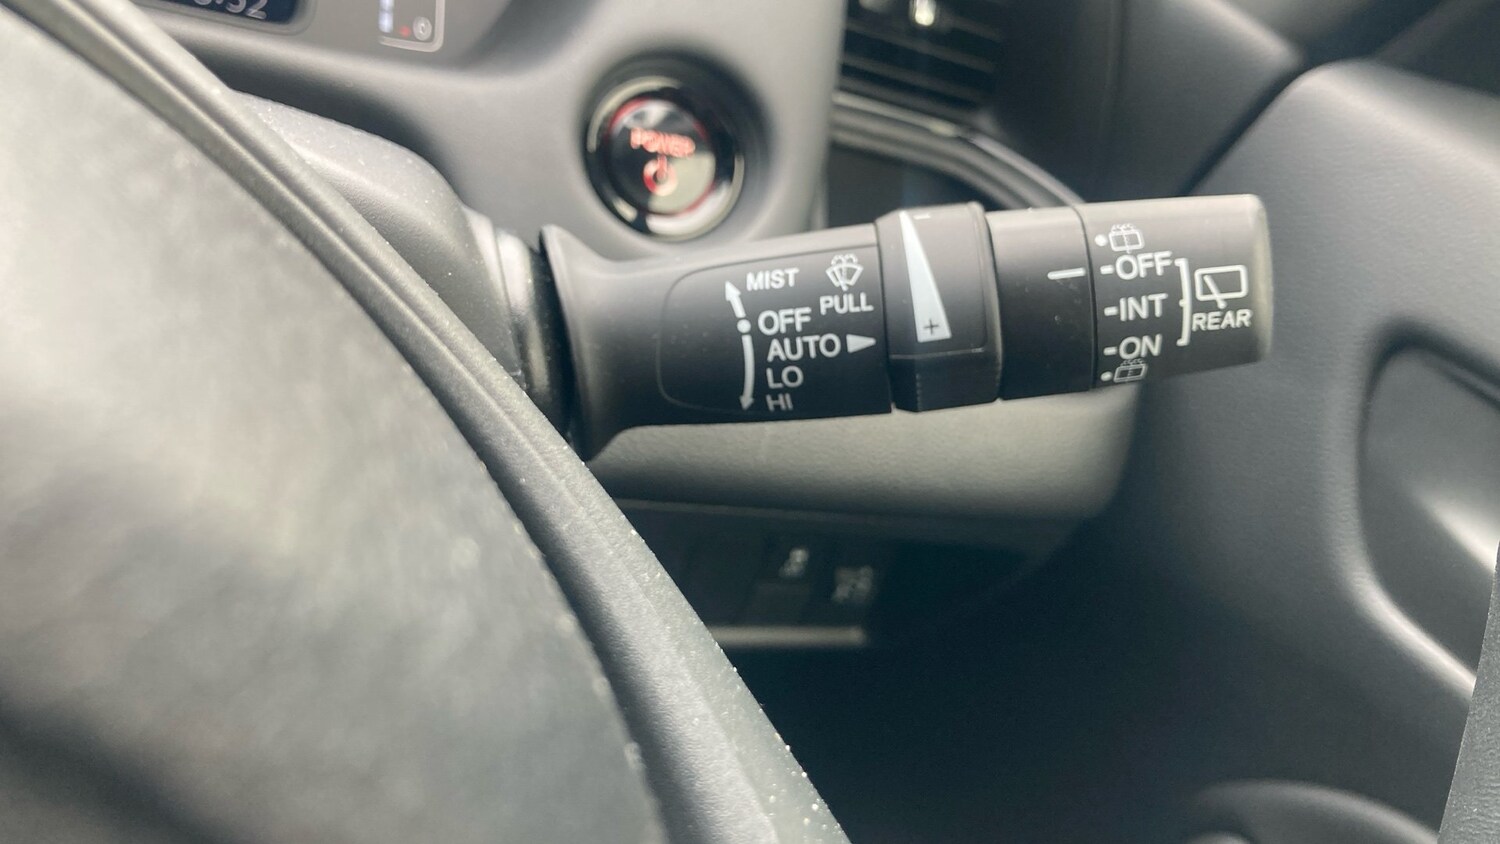 POWER
MIST
PULL
OFF
AUTO
LO
HI
-
+
-OFF
-INT
-ON
REAR